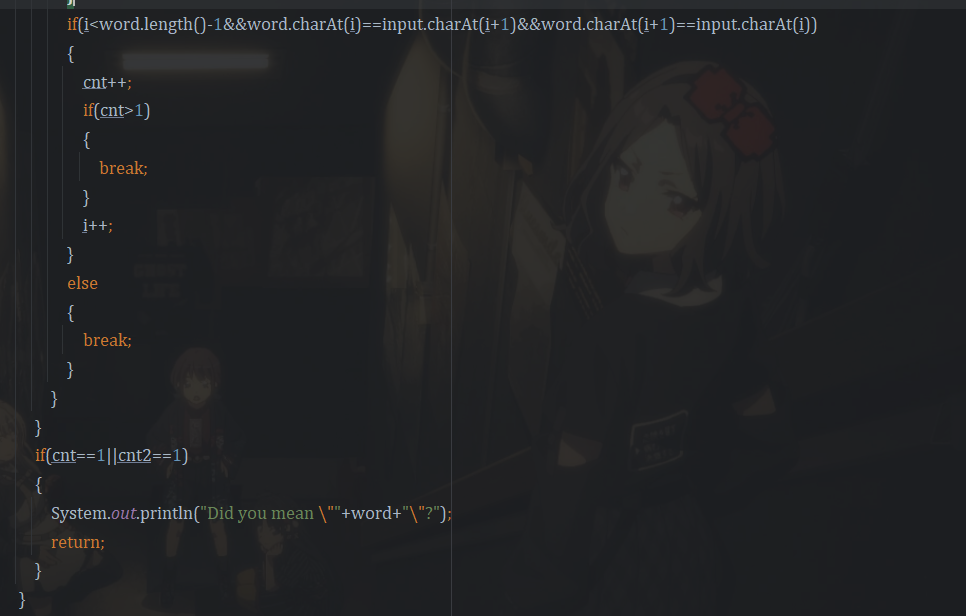 if(i<word.length()-1&&word.charAt(i)==input.charAt(i+1)&&word.charAt(i+1)==input.charAt(i))
{
cnt++;
if(cnt>1)
{
break;
}
i++;
}
else
{
break;
}
}
}
if(cnt==1||cnt2==1)
{
System.out.println("Did you mean \""+word+"\"?");
return;
}
}